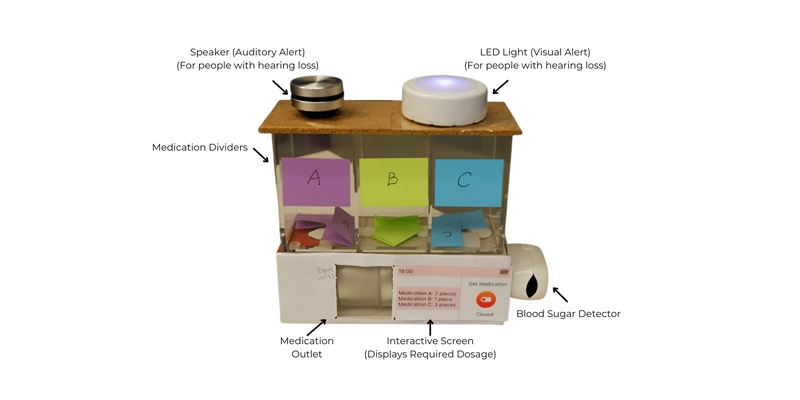 Speaker (Auditory Alert)
(For people with hearing loss)
LED Light (Visual Alert)
(For people with hearing loss)
Medication Dividers
A
B
C
18:00
Medication A: 2 pieces
Medication B: 1 piece
Medication C: 3 pieces
Get medication
Closed
Blood Sugar Detector
Medication
Outlet
Interactive Screen
(Displays Required Dosage)